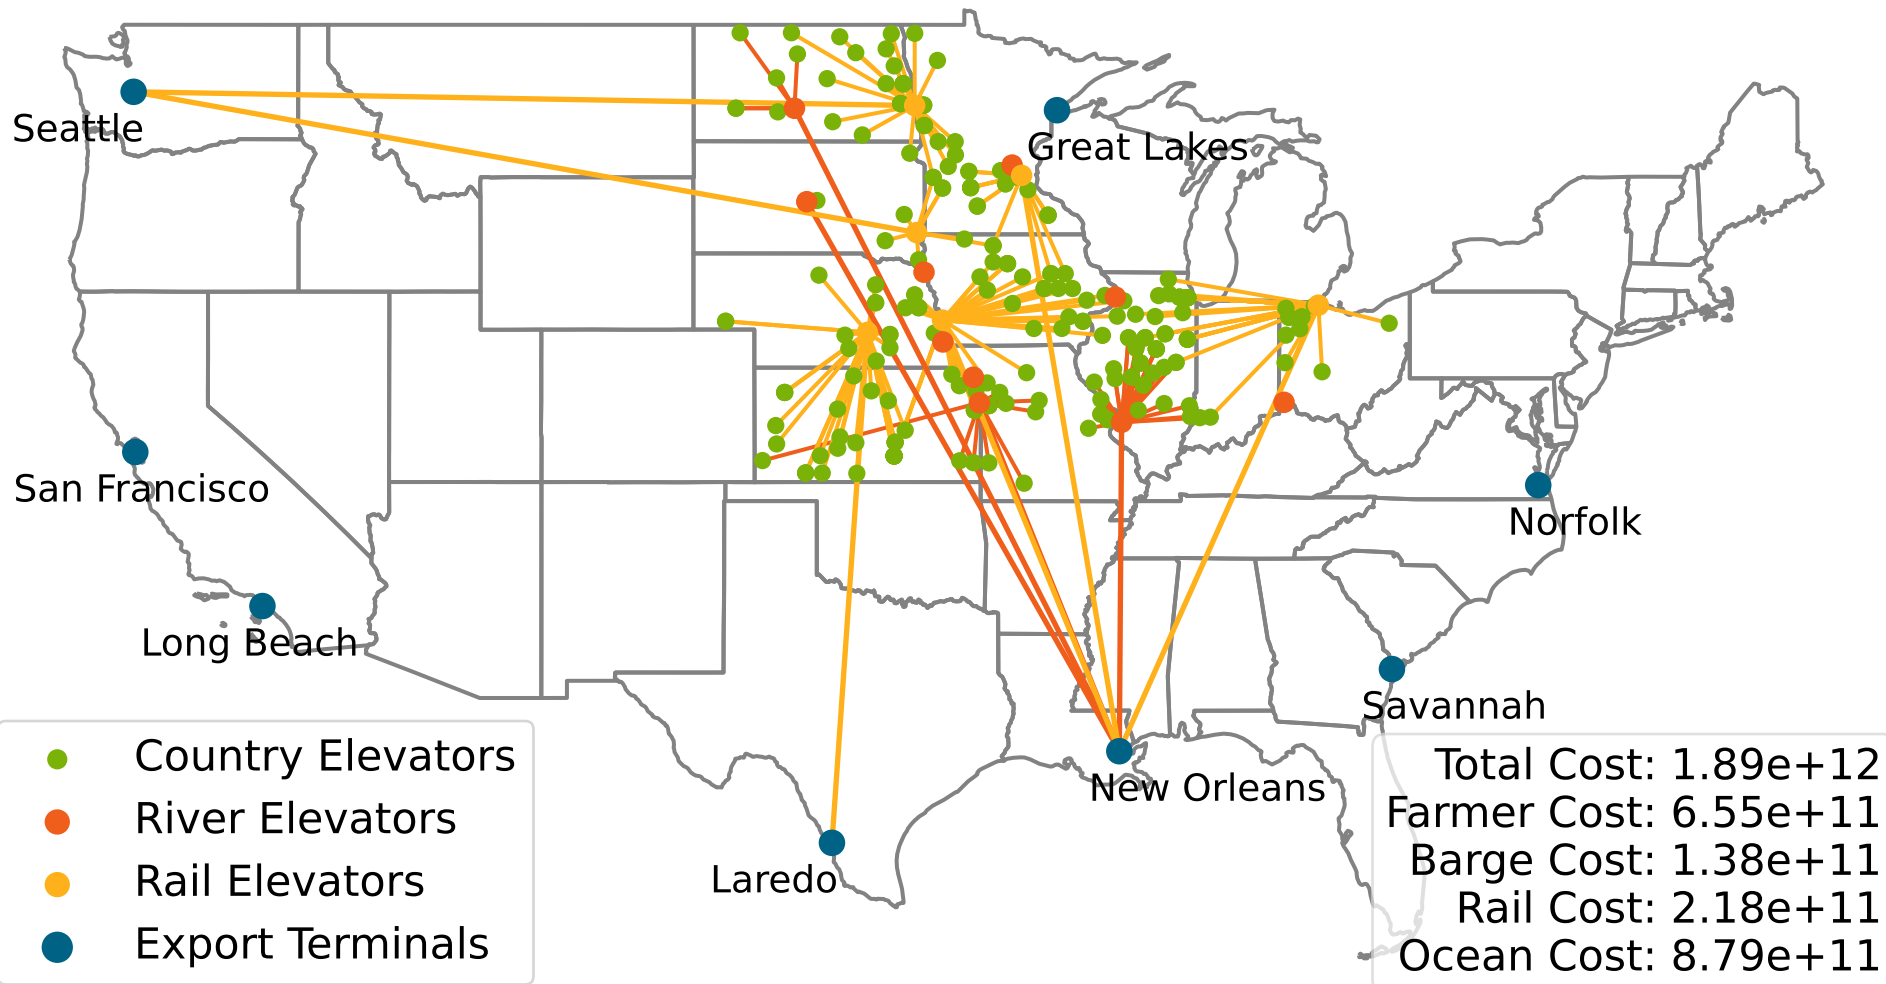 Seattle
Great Lakes
San Francisco
Norfolk
Long Beach
Savannah
New Orleans
Laredo
Country Elevators
River Elevators
Rail Elevators
Export Terminals
Total Cost: 1.89e+12
Farmer Cost: 6.55e+11
Barge Cost: 1.38e+11
Rail Cost: 2.18e+11
Ocean Cost: 8.79e+11